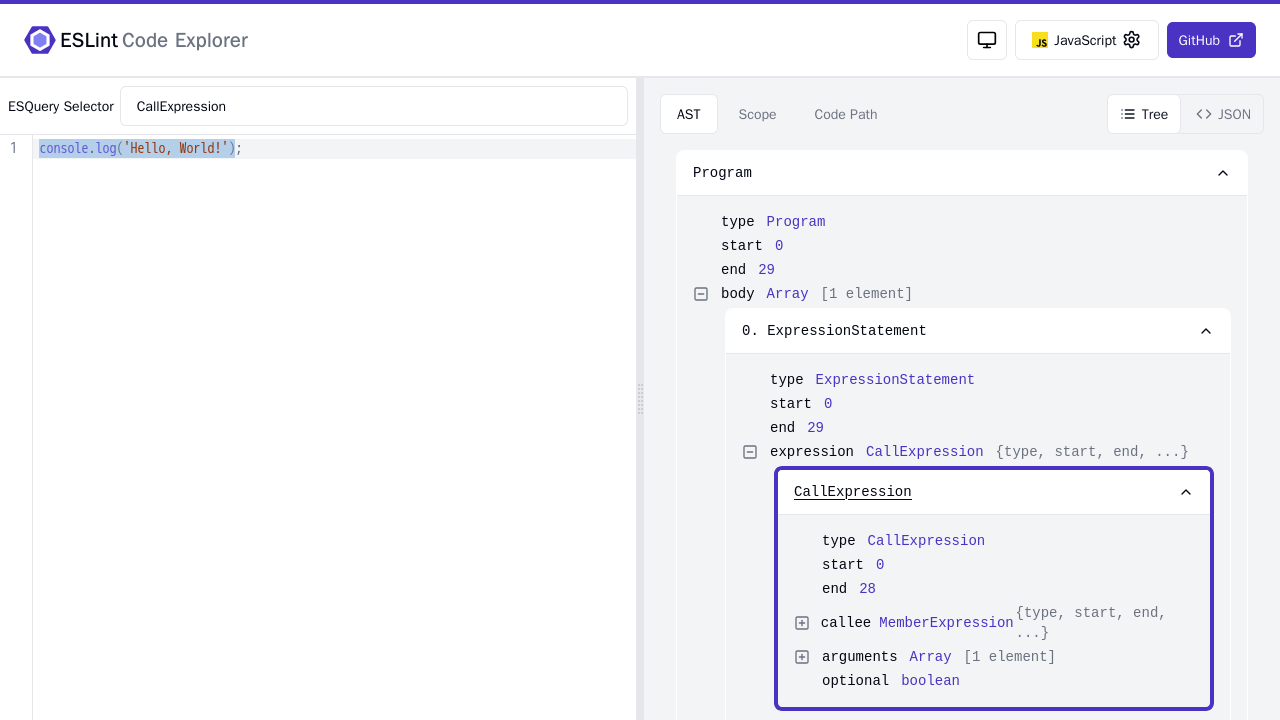 ESLint Code Explorer
JavaScript
GitHub
ESQuery Selector
CallExpression
1
console.log('Hello, World!');
AST
Scope
Code Path
Tree
JSON
Program
type Program
start 0
end 29
body Array [1 element]
0. ExpressionStatement
type ExpressionStatement
start 0
end 29
expression CallExpression {type, start, end, ...}
CallExpression
type CallExpression
start 0
end 28
callee MemberExpression {type, start, end,
...}
arguments Array [1 element]
optional boolean